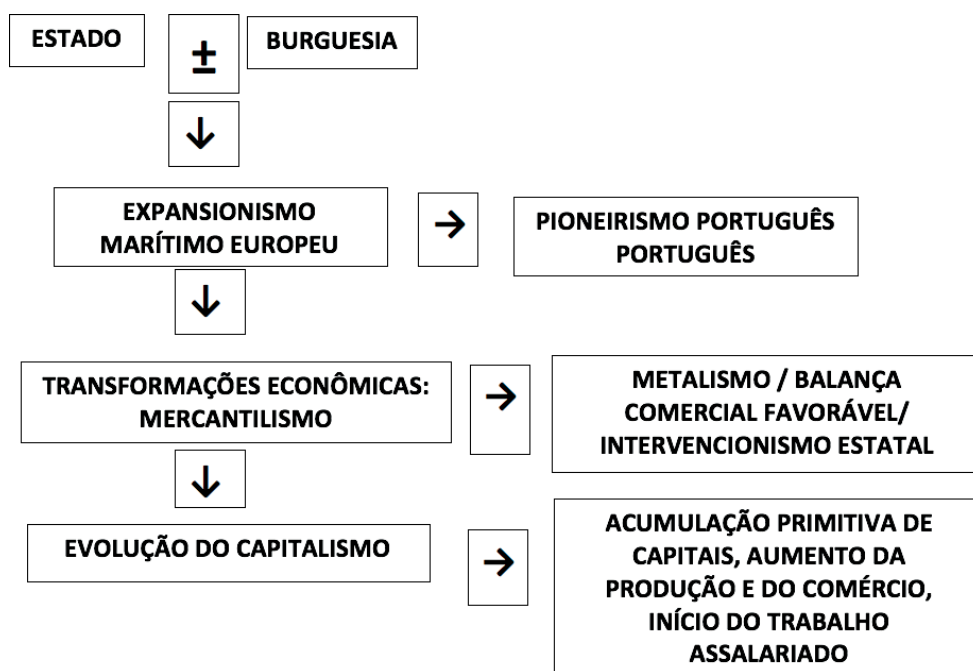 ESTADO
±
BURGUESIA
↓
EXPANSIONISMO
MARÍTIMO EUROPEU
→
PIONEIRISMO PORTUGUÊS
PORTUGUÊS
↓
TRANSFORMAÇÕES ECONÔMICAS:
MERCANTILISMO
→
METALISMO / BALANÇA
COMERCIAL FAVORÁVEL/
INTERVENCIONISMO ESTATAL
↓
EVOLUÇÃO DO CAPITALISMO
→
ACUMULAÇÃO PRIMITIVA DE
CAPITAIS, AUMENTO DA
PRODUÇÃO E DO COMÉRCIO,
INÍCIO DO TRABALHO
ASSALARIADO